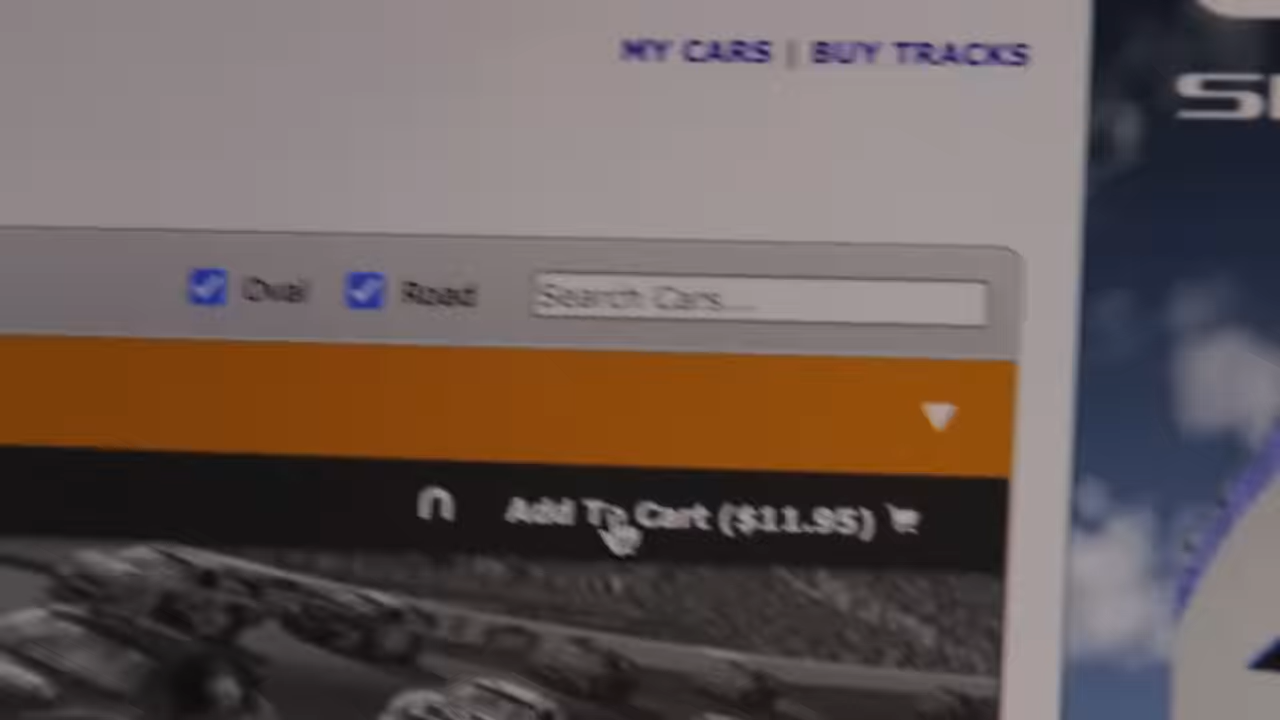 MY CARS | BUY TRACKS
Oval
Road
Search Cars...
Add To Cart ($11.95)